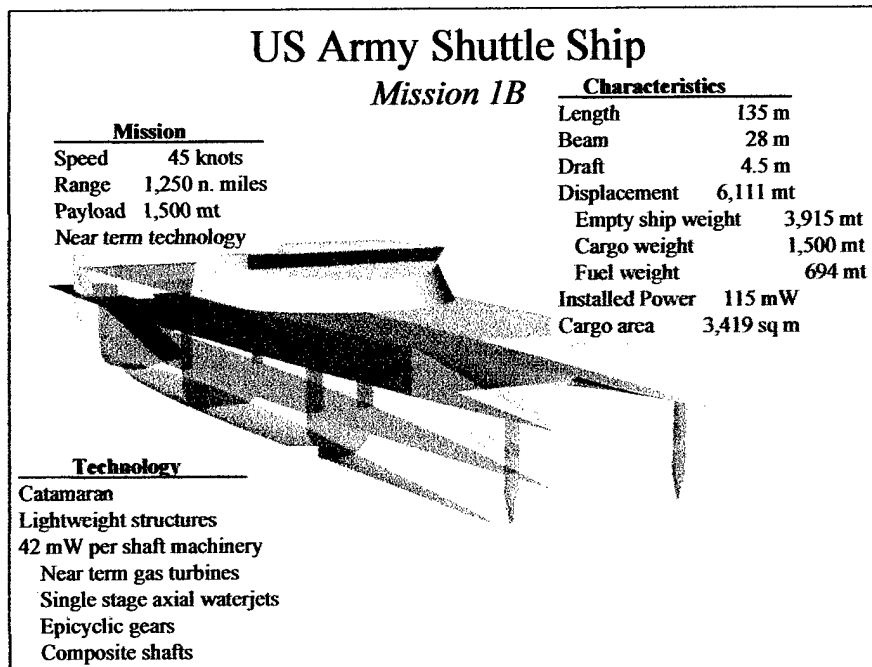 US Army Shuttle Ship
Mission 1B
Mission
Speed 45 knots
Range 1,250 n. miles
Payload 1,500 mt
Near term technology
Characteristics
Length 135 m
Beam 28 m
Draft 4.5 m
Displacement 6,111 mt
Empty ship weight 3,915 mt
Cargo weight 1,500 mt
Fuel weight 694 mt
Installed Power 115 mW
Cargo area 3,419 sq m
Technology
Catamaran
Lightweight structures
42 mW per shaft machinery
Near term gas turbines
Single stage axial waterjets
Epicyclic gears
Composite shafts